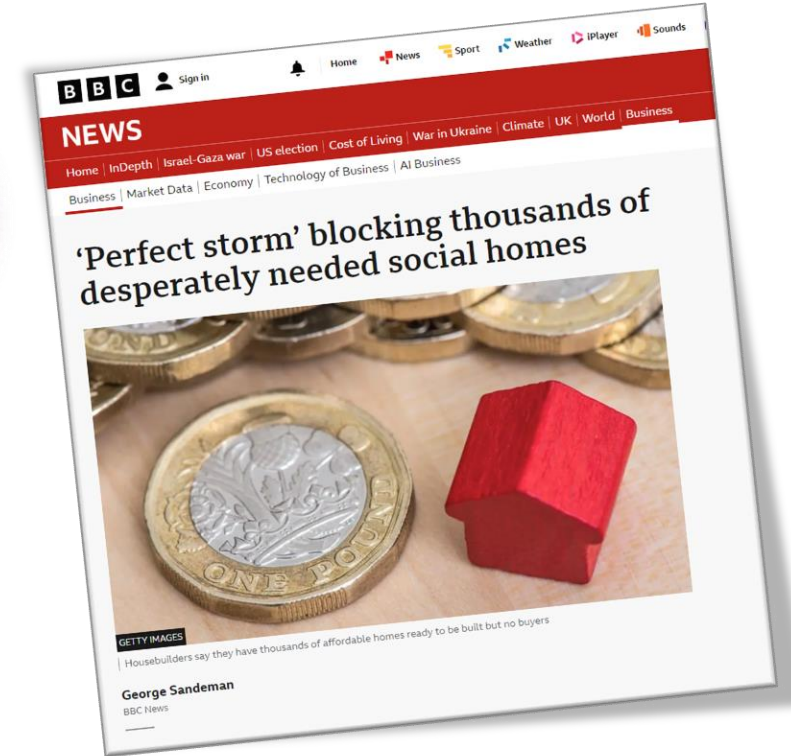 BBC Sign in Home News Sport Weather iPlayer Sounds
NEWS
Home | InDepth | Israel-Gaza war | US election | Cost of Living | War in Ukraine | Climate | UK | World | Business
Business | Market Data | Economy | Technology of Business | AI Business
‘Perfect storm’ blocking thousands of
desperately needed social homes
ONE POUND
GETTY IMAGES
Housebuilders say they have thousands of affordable homes ready to be built but no buyers
George Sandeman
BBC News